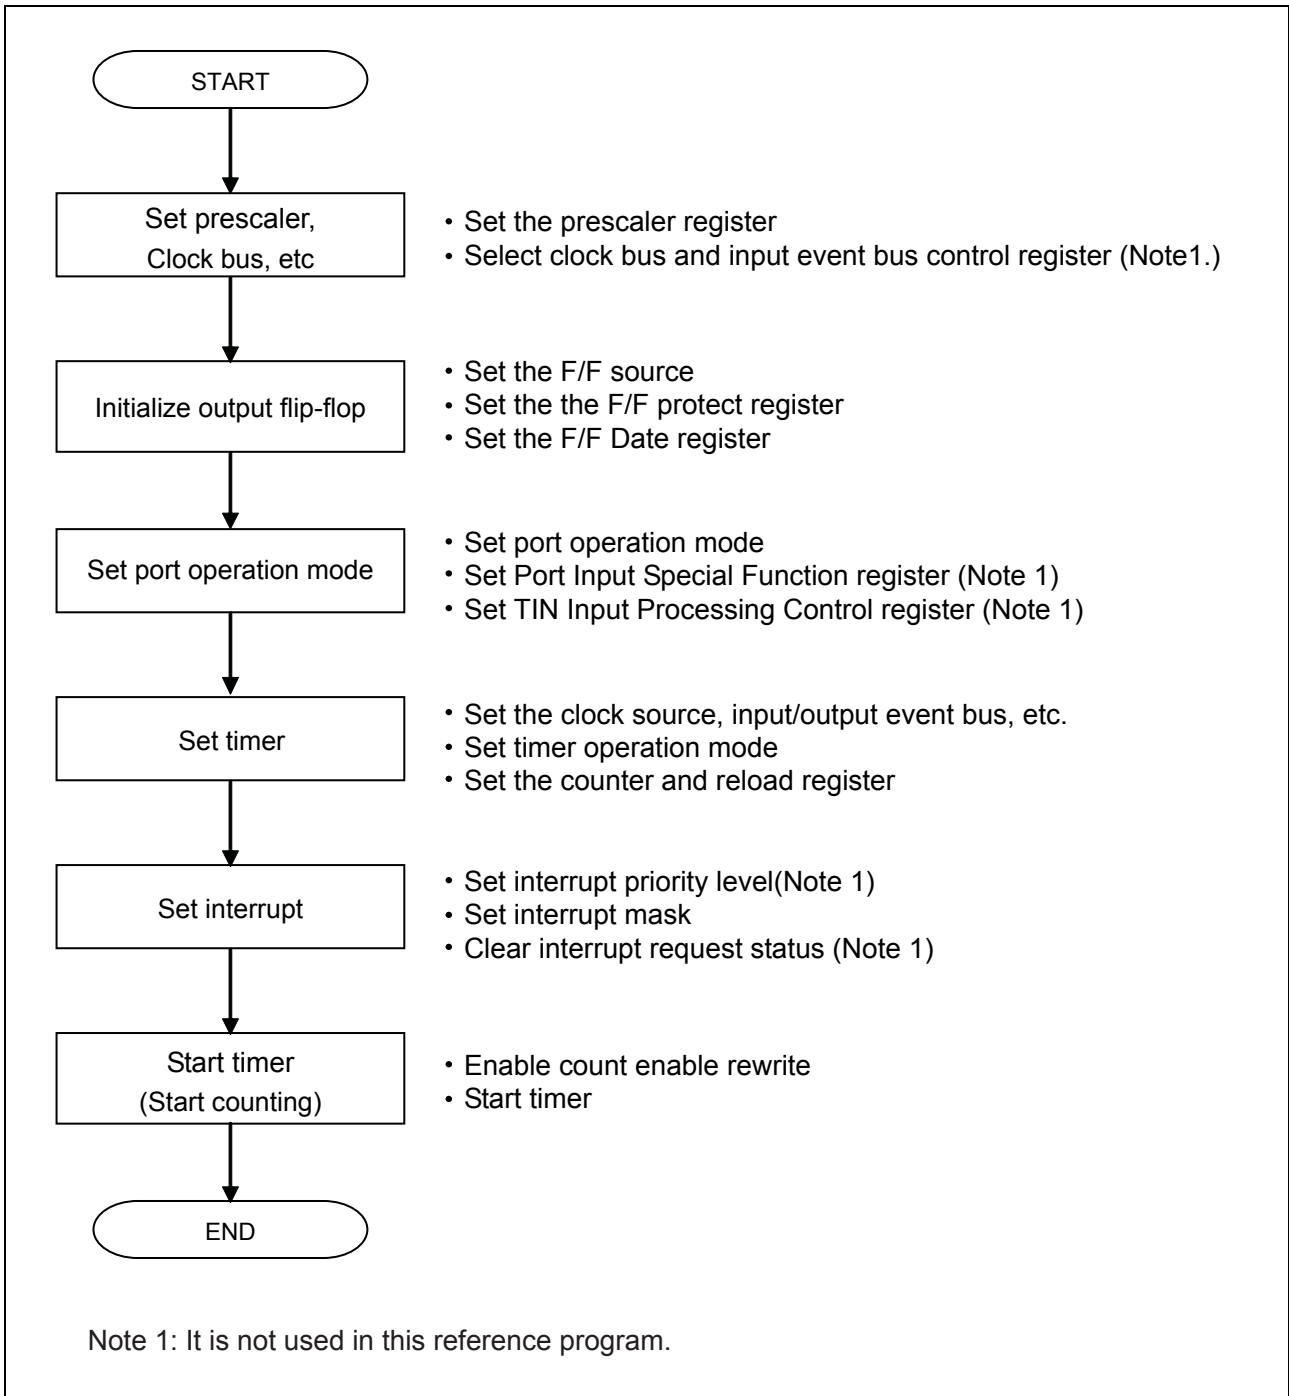 START
Set prescaler,
Clock bus, etc
・Set the prescaler register
・Select clock bus and input event bus control register (Note1.)
Initialize output flip-flop
・Set the F/F source
・Set the the F/F protect register
・Set the F/F Date register
Set port operation mode
・Set port operation mode
・Set Port Input Special Function register (Note 1)
・Set TIN Input Processing Control register (Note 1)
Set timer
・Set the clock source, input/output event bus, etc.
・Set timer operation mode
・Set the counter and reload register
Set interrupt
・Set interrupt priority level(Note 1)
・Set interrupt mask
・Clear interrupt request status (Note 1)
Start timer
(Start counting)
・Enable count enable rewrite
・Start timer
END
Note 1: It is not used in this reference program.